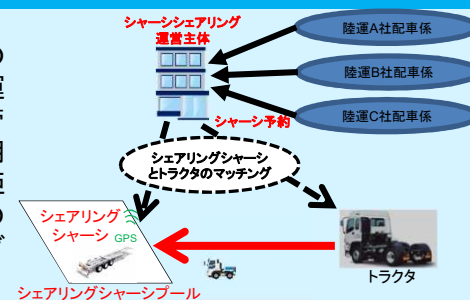 シャーシシェアリング
運営主体
陸運A社配車係
陸運B社配車係
陸運C社配車係
シャーシ予約
シェアリングシャーシ
とトラクタのマッチング
シェアリング
シャーシ
GPS
トラクタ
シェアリングシャーシプール